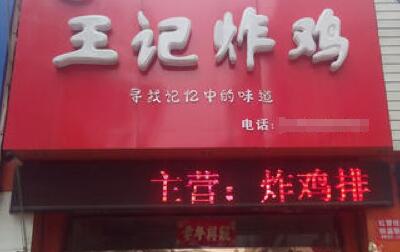 王记炸鸡
寻找记忆中的味道
电话:
主营：炸鸡排